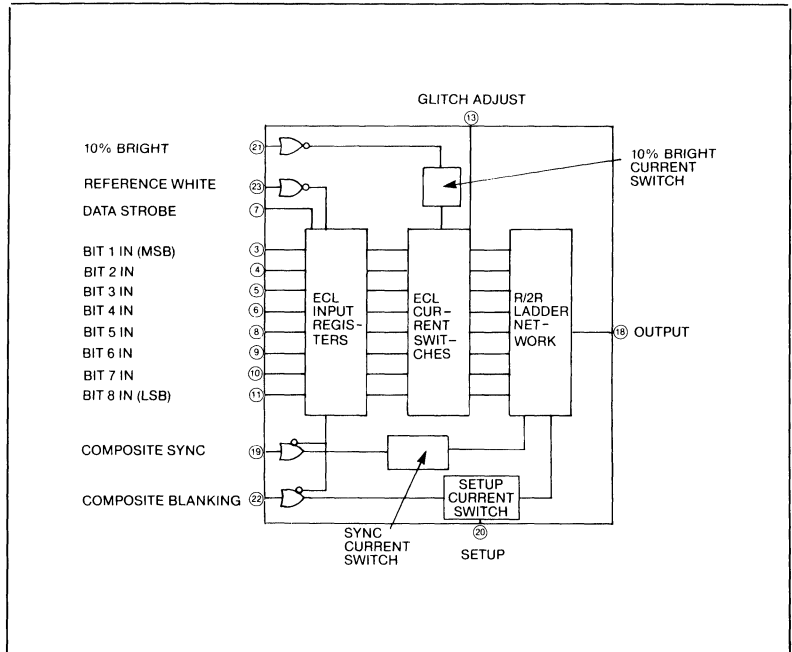 GLITCH ADJUST
13
10% BRIGHT
21
10% BRIGHT
CURRENT
SWITCH
REFERENCE WHITE
23
DATA STROBE
7
BIT 1 IN (MSB)
3
BIT 2 IN
4
BIT 3 IN
5
BIT 4 IN
6
BIT 5 IN
8
BIT 6 IN
9
BIT 7 IN
10
BIT 8 IN (LSB)
11
ECL
INPUT
REGIS-
TERS
ECL
CUR-
RENT
SWIT-
CHES
R/2R
LADDER
NET-
WORK
18 OUTPUT
COMPOSITE SYNC
19
COMPOSITE BLANKING
22
SETUP
CURRENT
SWITCH
SYNC
CURRENT
SWITCH
20
SETUP